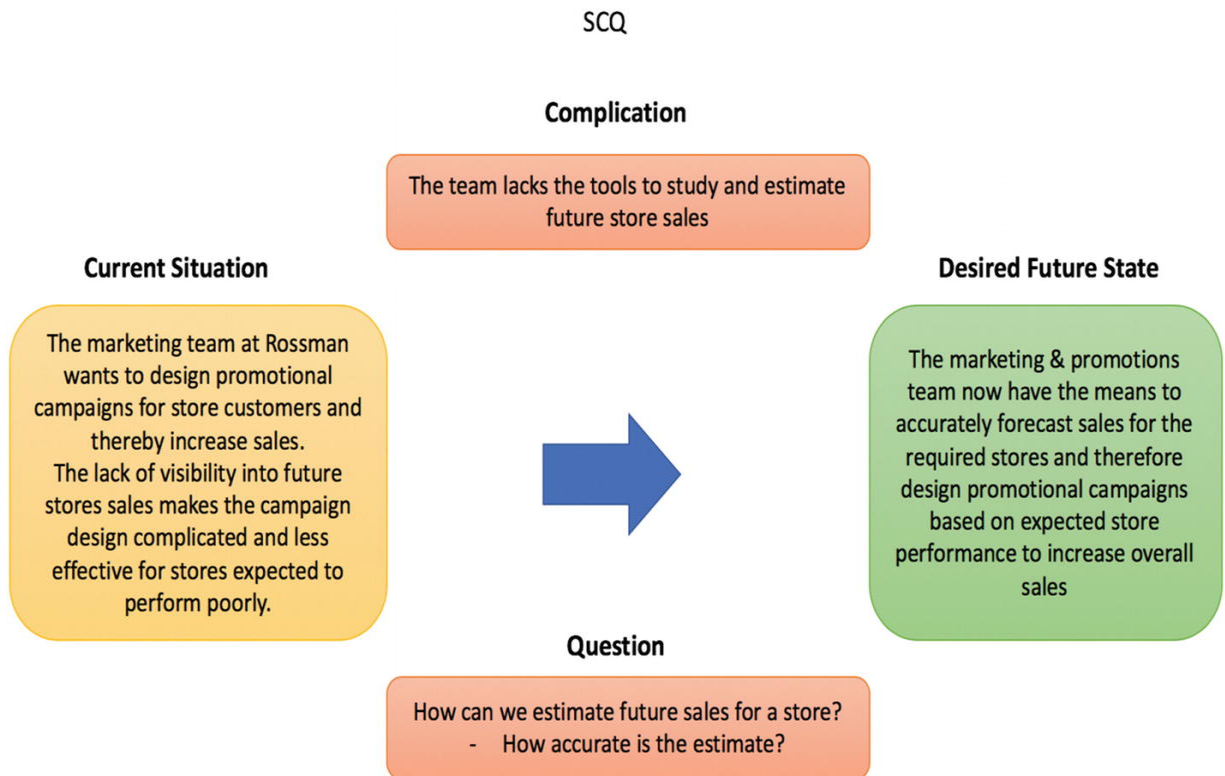 SCQ
Complication
The team lacks the tools to study and estimate
future store sales
Current Situation
The marketing team at Rossman
wants to design promotional
campaigns for store customers and
thereby increase sales.
The lack of visibility into future
stores sales makes the campaign
design complicated and less
effective for stores expected to
perform poorly.
Desired Future State
The marketing & promotions
team now have the means to
accurately forecast sales for the
required stores and therefore
design promotional campaigns
based on expected store
performance to increase overall
sales
Question
How can we estimate future sales for a store?
- How accurate is the estimate?